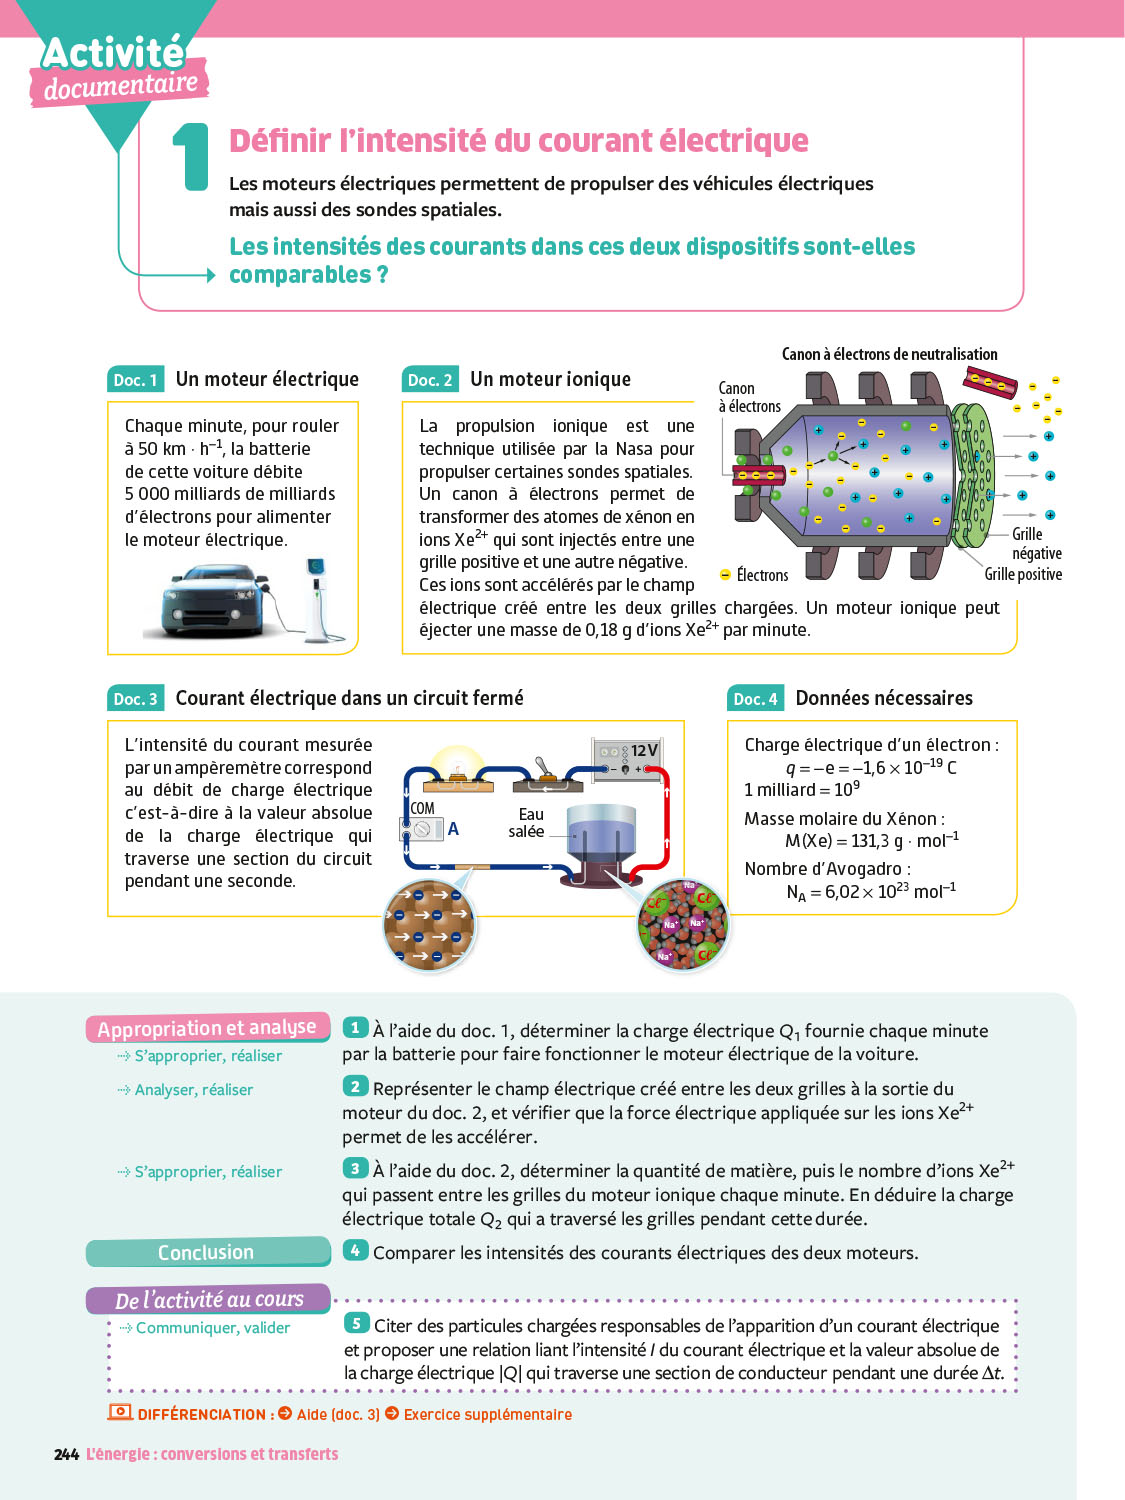 Activité
documentaire
1
Définir l'intensité du courant électrique
Les moteurs électriques permettent de propulser des véhicules électriques
mais aussi des sondes spatiales.
Les intensités des courants dans ces deux dispositifs sont-elles
comparables ?
Doc. 1 Un moteur électrique
Chaque minute, pour rouler
à 50 km · h⁻¹, la batterie
de cette voiture débite
5 000 milliards de milliards
d'électrons pour alimenter
le moteur électrique.
Doc. 2 Un moteur ionique
La propulsion ionique est une
technique utilisée par la Nasa pour
propulser certaines sondes spatiales.
Un canon à électrons permet de
transformer des atomes de xénon en
ions Xe²⁺ qui sont injectés entre une
grille positive et une autre négative.
Ces ions sont accélérés par le champ
électrique créé entre les deux grilles chargées. Un moteur ionique peut
éjecter une masse de 0,18 g d'ions Xe²⁺ par minute.
Canon à électrons de neutralisation
Canon
à électrons
Électrons
Grille
négative
Grille positive
Doc. 3 Courant électrique dans un circuit fermé
L'intensité du courant mesurée
par un ampèremètre correspond
au débit de charge électrique
c'est-à-dire à la valeur absolue
de la charge électrique qui
traverse une section du circuit
pendant une seconde.
12 V
– +
COM
A
Eau
salée
Na⁺
Cℓ⁻
Cℓ⁻
Na⁺
Na⁺
Na⁺
Cℓ⁻
Doc. 4 Données nécessaires
Charge électrique d'un électron :
q = –e = –1,6 × 10⁻¹⁹ C
1 milliard = 10⁹
Masse molaire du Xénon :
M(Xe) = 131,3 g · mol⁻¹
Nombre d'Avogadro :
N_A = 6,02 × 10²³ mol⁻¹
Appropriation et analyse
S'approprier, réaliser
1 À l'aide du doc. 1, déterminer la charge électrique Q₁ fournie chaque minute
par la batterie pour faire fonctionner le moteur électrique de la voiture.
Analyser, réaliser
2 Représenter le champ électrique créé entre les deux grilles à la sortie du
moteur du doc. 2, et vérifier que la force électrique appliquée sur les ions Xe²⁺
permet de les accélérer.
S'approprier, réaliser
3 À l'aide du doc. 2, déterminer la quantité de matière, puis le nombre d'ions Xe²⁺
qui passent entre les grilles du moteur ionique chaque minute. En déduire la charge
électrique totale Q₂ qui a traversé les grilles pendant cette durée.
Conclusion
4 Comparer les intensités des courants électriques des deux moteurs.
De l'activité au cours
Communiquer, valider
5 Citer des particules chargées responsables de l'apparition d'un courant électrique
et proposer une relation liant l'intensité I du courant électrique et la valeur absolue de
la charge électrique |Q| qui traverse une section de conducteur pendant une durée Δt.
DIFFÉRENCIATION : Aide (doc. 3) Exercice supplémentaire
244 L'énergie : conversions et transferts